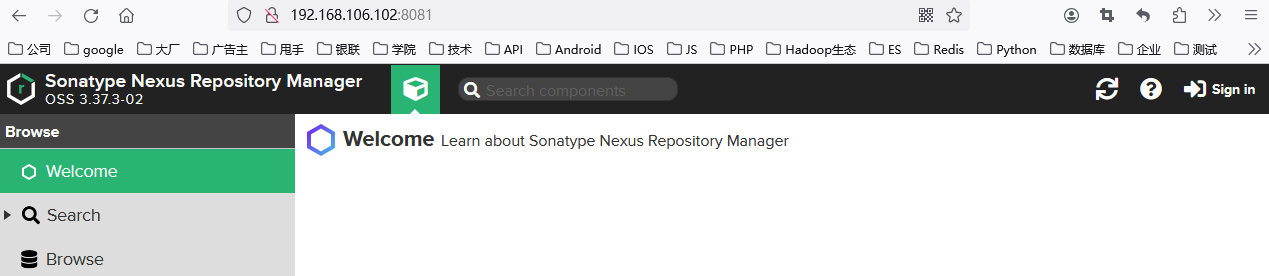 192.168.106.102:8081
公司 google 大厂 广告主 甩手 银联 学院 技术 API Android IOS JS PHP Hadoop生态 ES Redis Python 数据库 企业 测试
Sonatype Nexus Repository Manager
OSS 3.37.3-02
Search components
Sign in
Browse
Welcome Learn about Sonatype Nexus Repository Manager
Welcome
Search
Browse